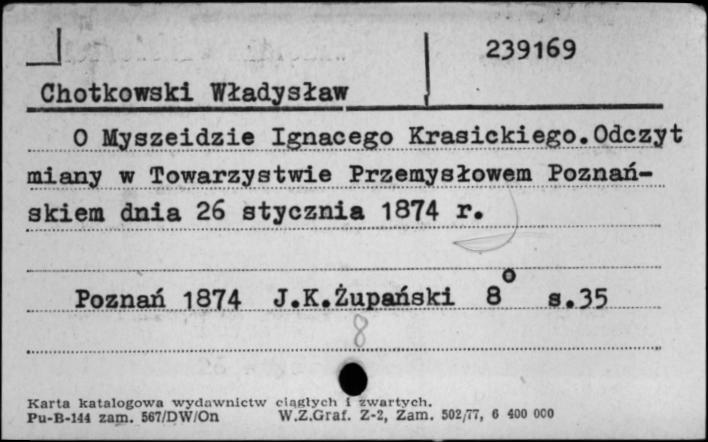 239169
Chotkowski Władysław
O Myszeidzie Ignacego Krasickiego.Odczyt
miany w Towarzystwie Przemysłowem Poznań-
skiem dnia 26 stycznia 1874 r.
Poznań 1874 J.K.Żupański 8° s.35
8
Karta katalogowa wydawnictw ciągłych i zwartych.
Pu-B-144 zam. 567/DW/On W.Z.Graf. Z-2, Zam. 502/77, 6 400 000